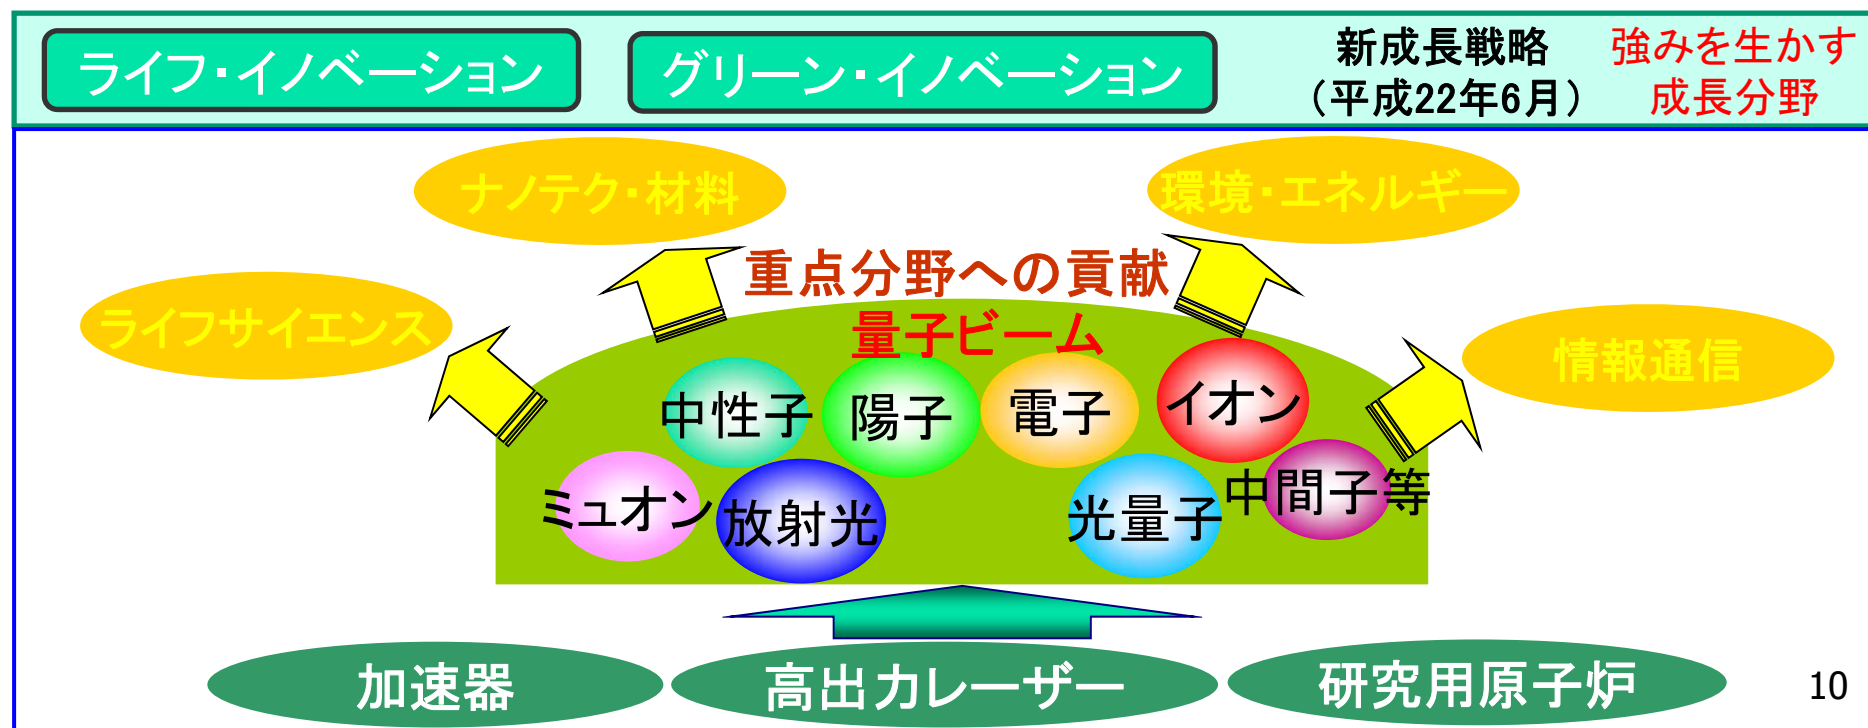 ライフ・イノベーション
グリーン・イノベーション
新成長戦略
（平成22年6月）
強みを生かす
成長分野
ナノテク・材料
環境・エネルギー
重点分野への貢献
ライフサイエンス
量子ビーム
情報通信
中性子
陽子
電子
イオン
ミュオン
放射光
光量子
中間子等
加速器
高出力レーザー
研究用原子炉
10